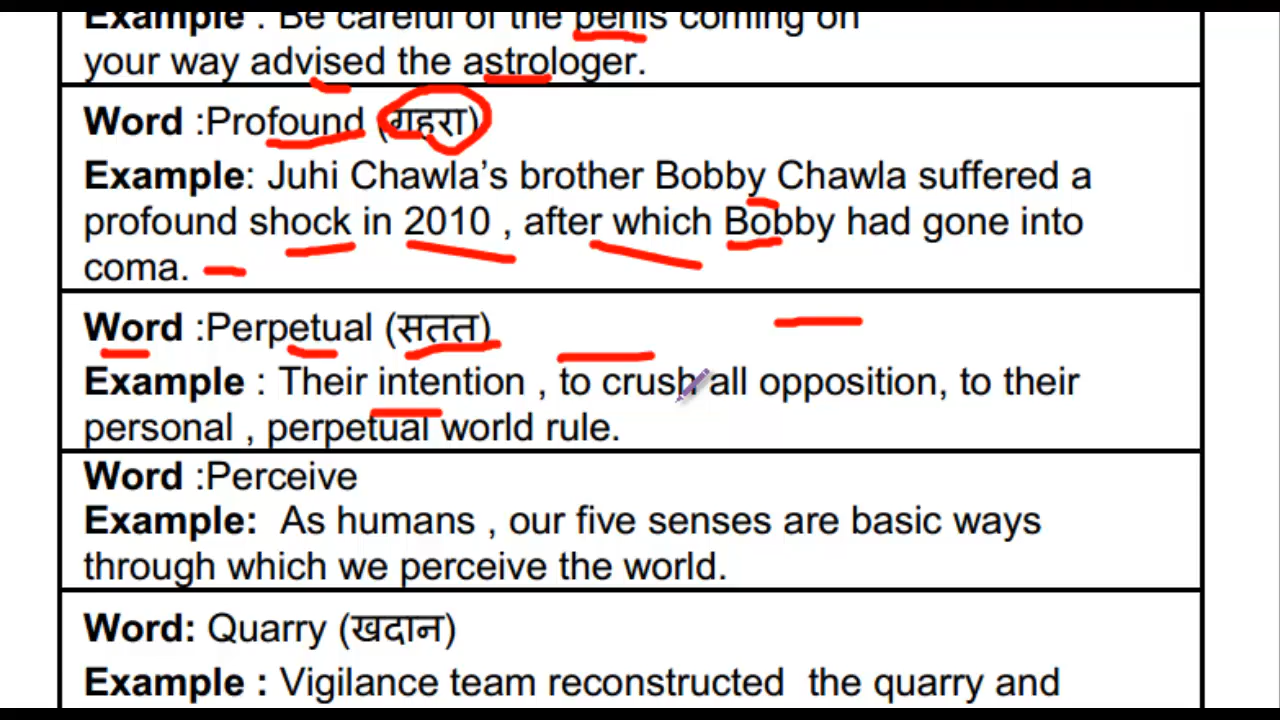 Example : Be careful of the perils coming on
your way advised the astrologer.
Word :Profound (गहरा)
Example: Juhi Chawla’s brother Bobby Chawla suffered a
profound shock in 2010 , after which Bobby had gone into
coma.
Word :Perpetual (सतत)
Example : Their intention , to crush all opposition, to their
personal , perpetual world rule.
Word :Perceive
Example: As humans , our five senses are basic ways
through which we perceive the world.
Word: Quarry (खदान)
Example : Vigilance team reconstructed the quarry and